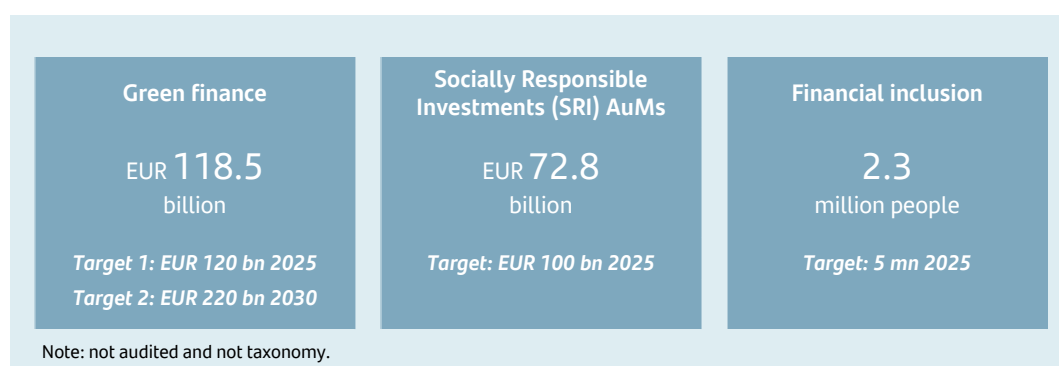 Green finance
EUR 118.5
billion
Target 1: EUR 120 bn 2025
Target 2: EUR 220 bn 2030
Socially Responsible
Investments (SRI) AuMs
EUR 72.8
billion
Target: EUR 100 bn 2025
Financial inclusion
2.3
million people
Target: 5 mn 2025
Note: not audited and not taxonomy.